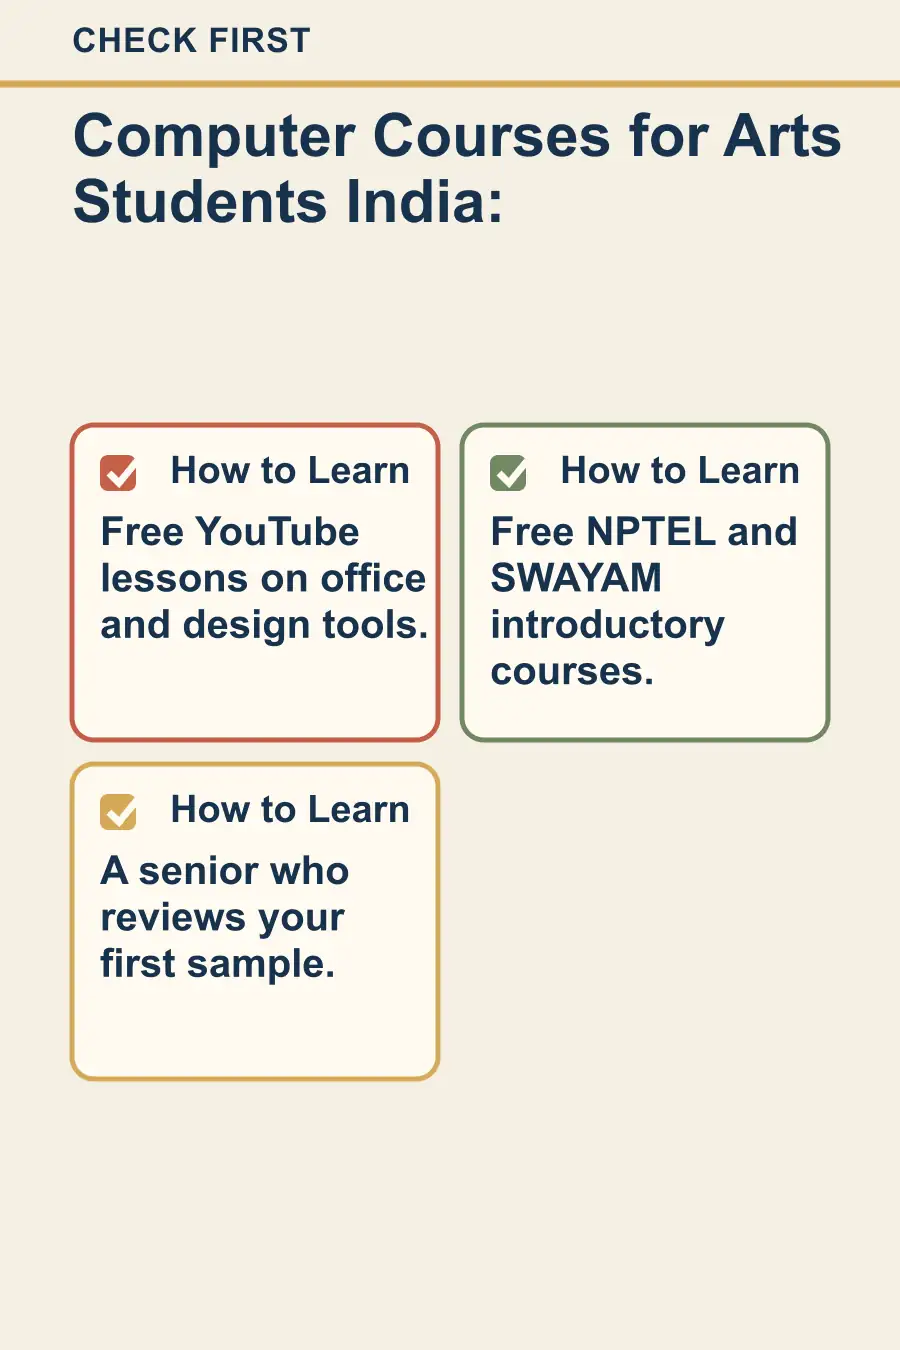 CHECK FIRST
Computer Courses for Arts
Students India:
How to Learn
Free YouTube
lessons on office
and design tools.
How to Learn
Free NPTEL and
SWAYAM
introductory
courses.
How to Learn
A senior who
reviews your
first sample.